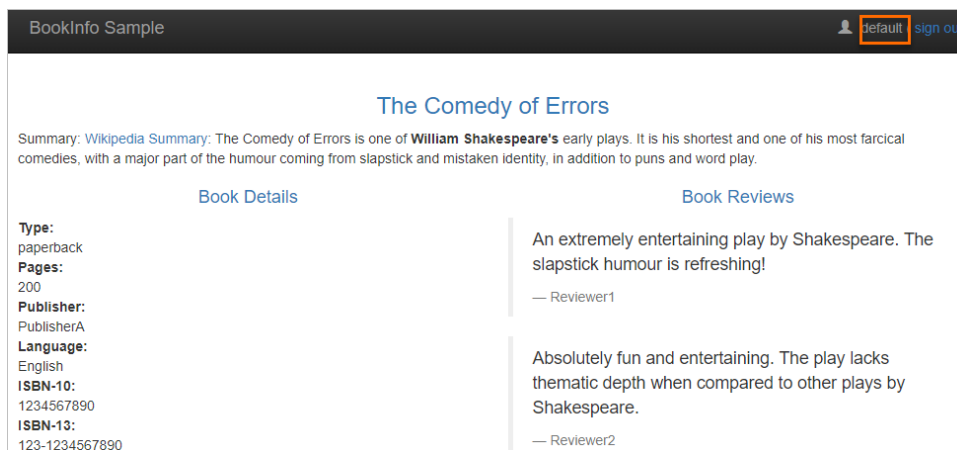 BookInfo Sample
default
The Comedy of Errors
Summary: Wikipedia Summary: The Comedy of Errors is one of William Shakespeare's early plays. It is his shortest and one of his most farcical
comedies, with a major part of the humour coming from slapstick and mistaken identity, in addition to puns and word play.
Book Details
Type:
paperback
Pages:
200
Publisher:
PublisherA
Language:
English
ISBN-10:
1234567890
ISBN-13:
123-1234567890
Book Reviews
An extremely entertaining play by Shakespeare. The
slapstick humour is refreshing!
— Reviewer1
Absolutely fun and entertaining. The play lacks
thematic depth when compared to other plays by
Shakespeare.
— Reviewer2